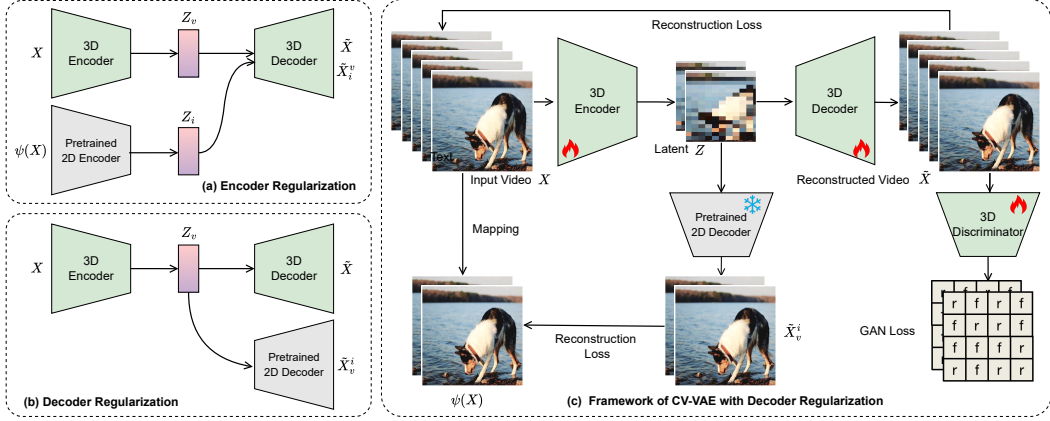 X
3D
Encoder
Z_v
3D
Decoder
X̃
X̃_i^v
ψ(X)
Pretrained
2D Encoder
Z_i
(a) Encoder Regularization
X
3D
Encoder
Z_v
3D
Decoder
X̃
Pretrained
2D Decoder
X̃_v^i
(b) Decoder Regularization
Reconstruction Loss
Text
Input Video X
3D
Encoder
Latent Z
3D
Decoder
Reconstructed Video X̃
Mapping
Pretrained
2D Decoder
3D
Discriminator
ψ(X)
Reconstruction
Loss
X̃_v^i
GAN Loss
r f r f
r f r f
f r f r
f f f r
r f r r
(c) Framework of CV-VAE with Decoder Regularization